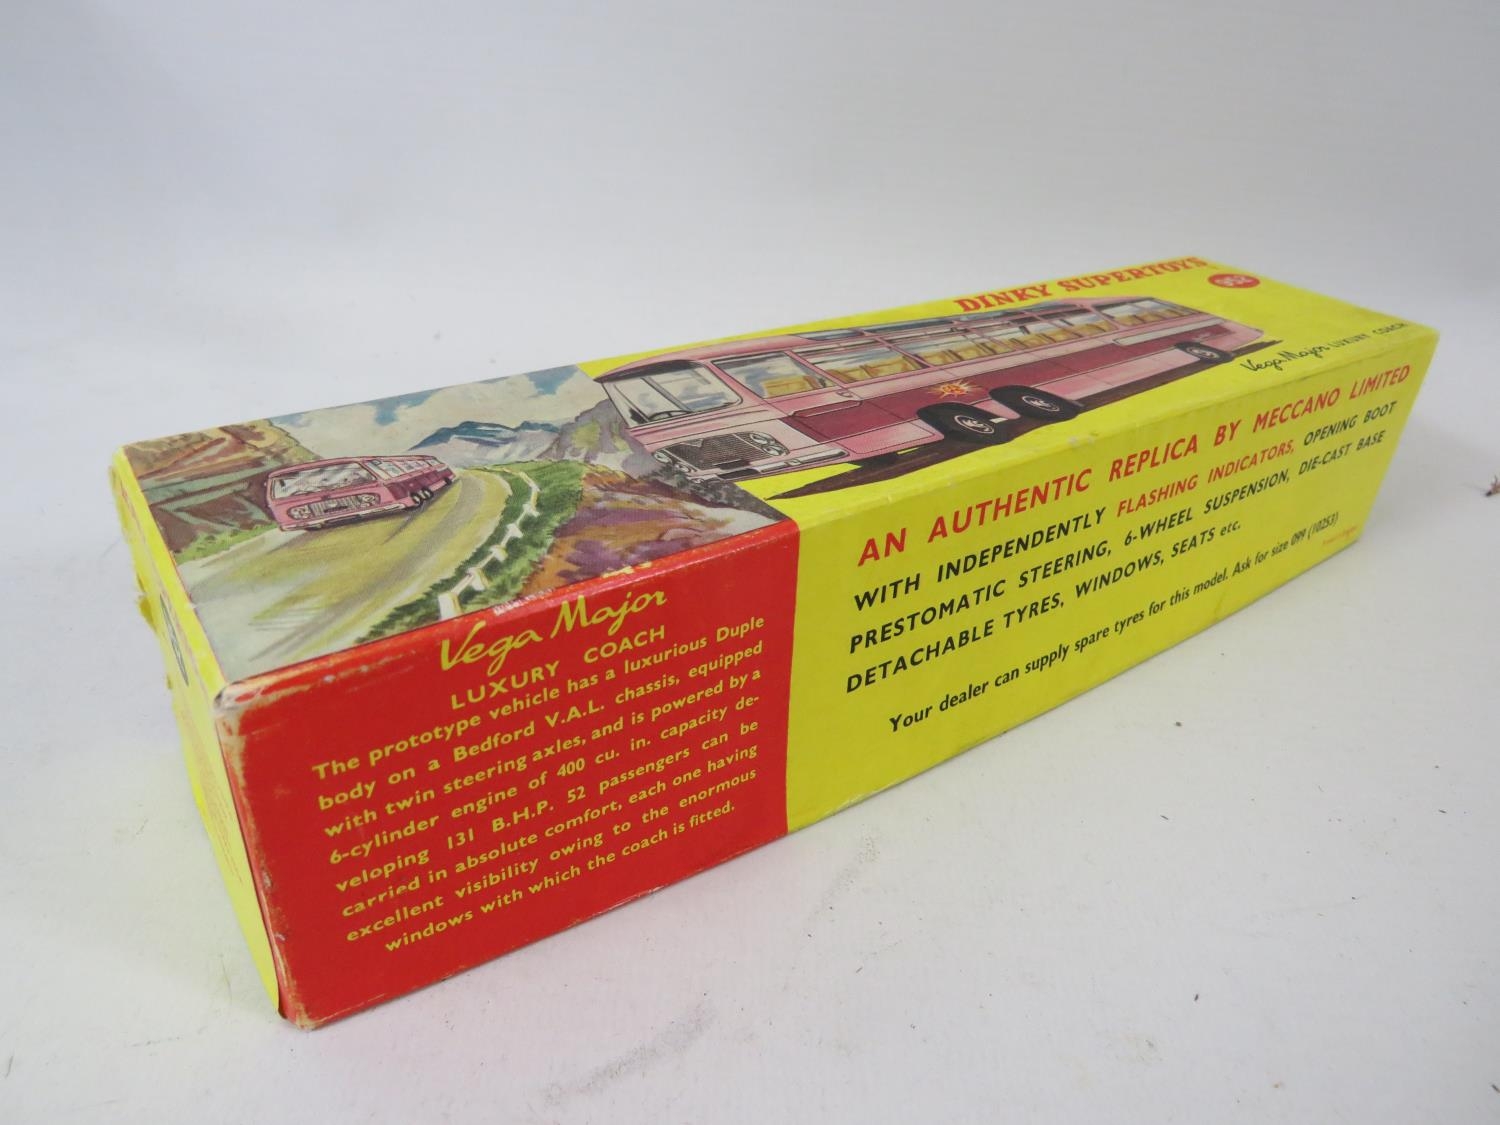 DINKY SUPERTOYS
952
Vega Major LUXURY COACH
AN AUTHENTIC REPLICA BY MECCANO LIMITED
WITH INDEPENDENTLY FLASHING INDICATORS, OPENING BOOT
PRESTOMATIC STEERING, 6-WHEEL SUSPENSION, DIE-CAST BASE
DETACHABLE TYRES, WINDOWS, SEATS etc.
Your dealer can supply spare tyres for this model. Ask for size 099 (10253)
Vega Major
LUXURY COACH
The prototype vehicle has a luxurious Duple
body on a Bedford V.A.L. chassis, equipped
with twin steering axles, and is powered by a
6-cylinder engine of 400 cu. in. capacity de-
veloping 131 B.H.P. 52 passengers can be
carried in absolute comfort, each one having
excellent visibility owing to the enormous
windows with which the coach is fitted.